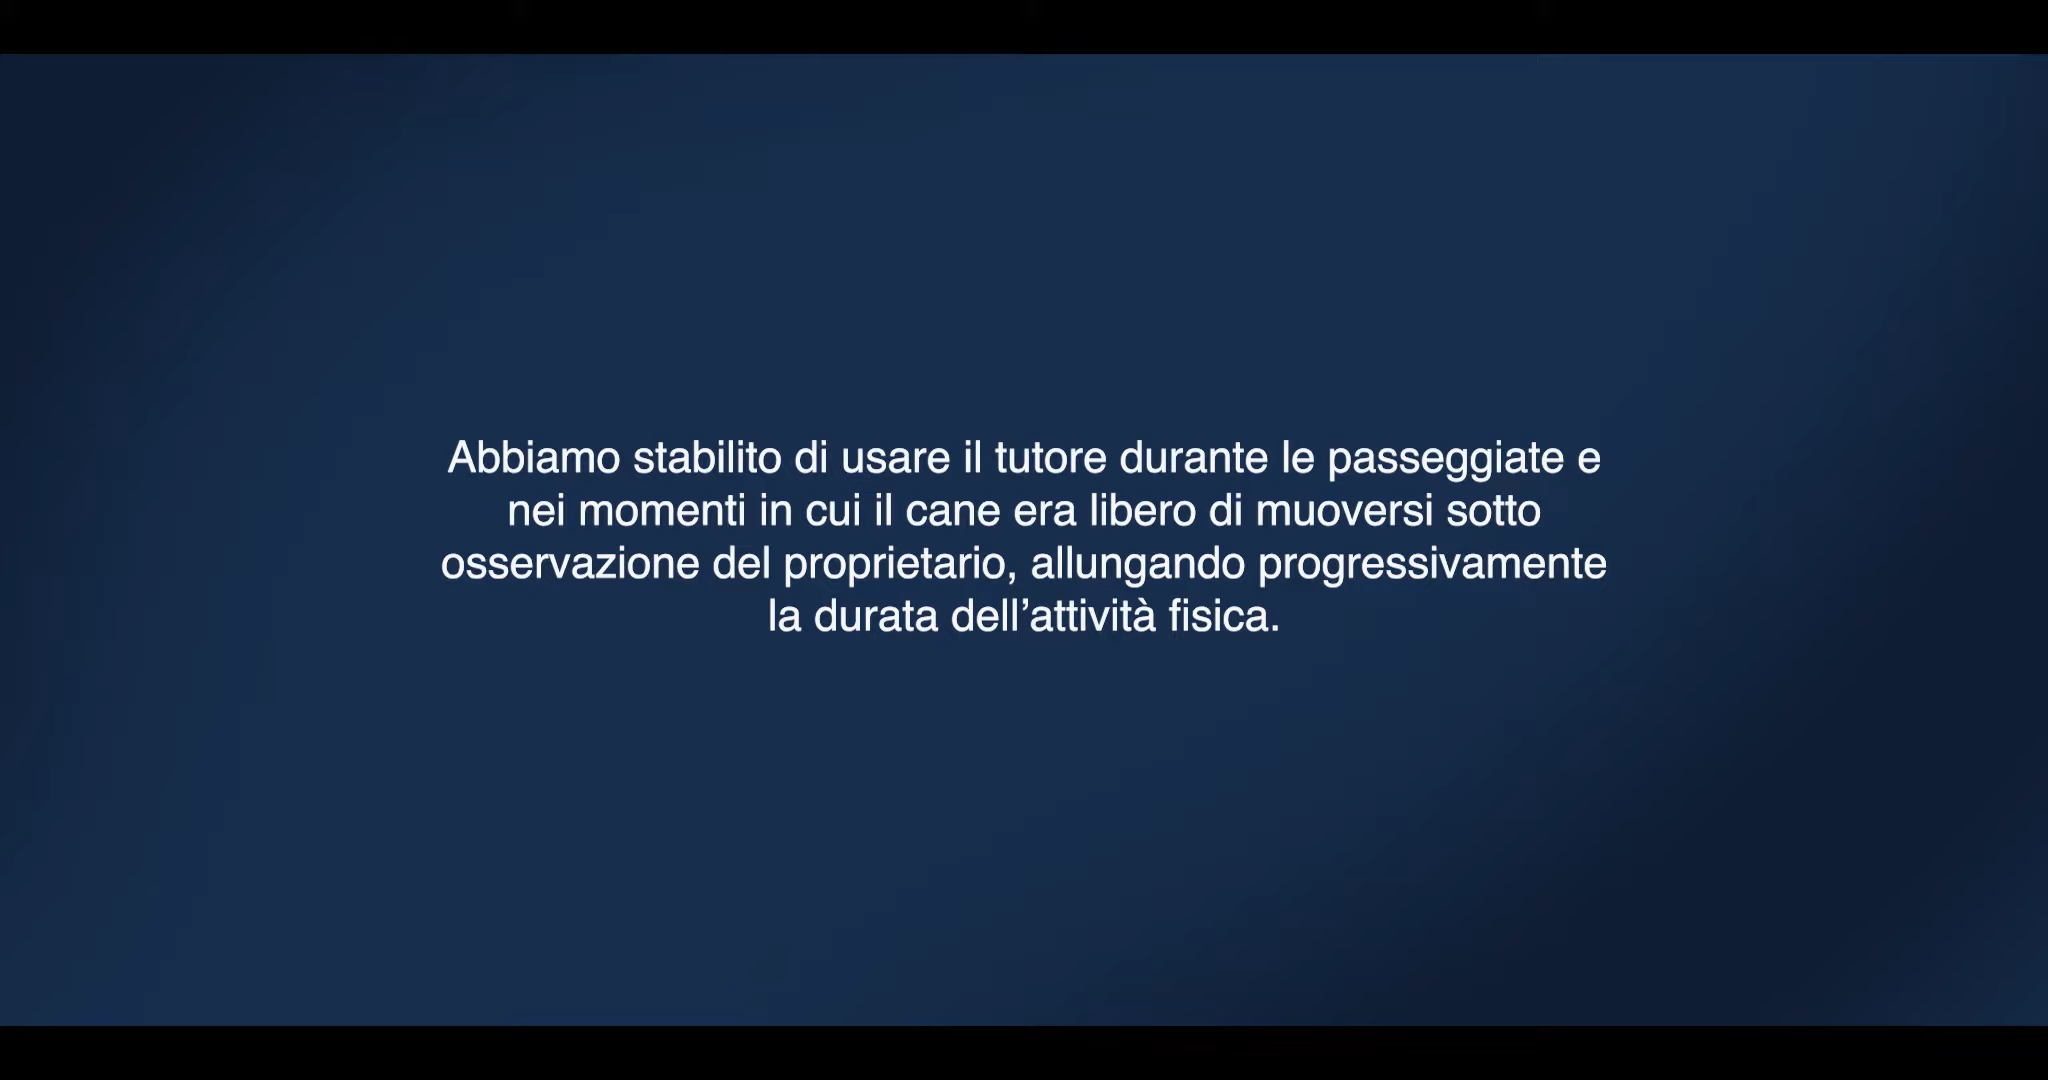 Abbiamo stabilito di usare il tutore durante le passeggiate e
nei momenti in cui il cane era libero di muoversi sotto
osservazione del proprietario, allungando progressivamente
la durata dell’attività fisica.